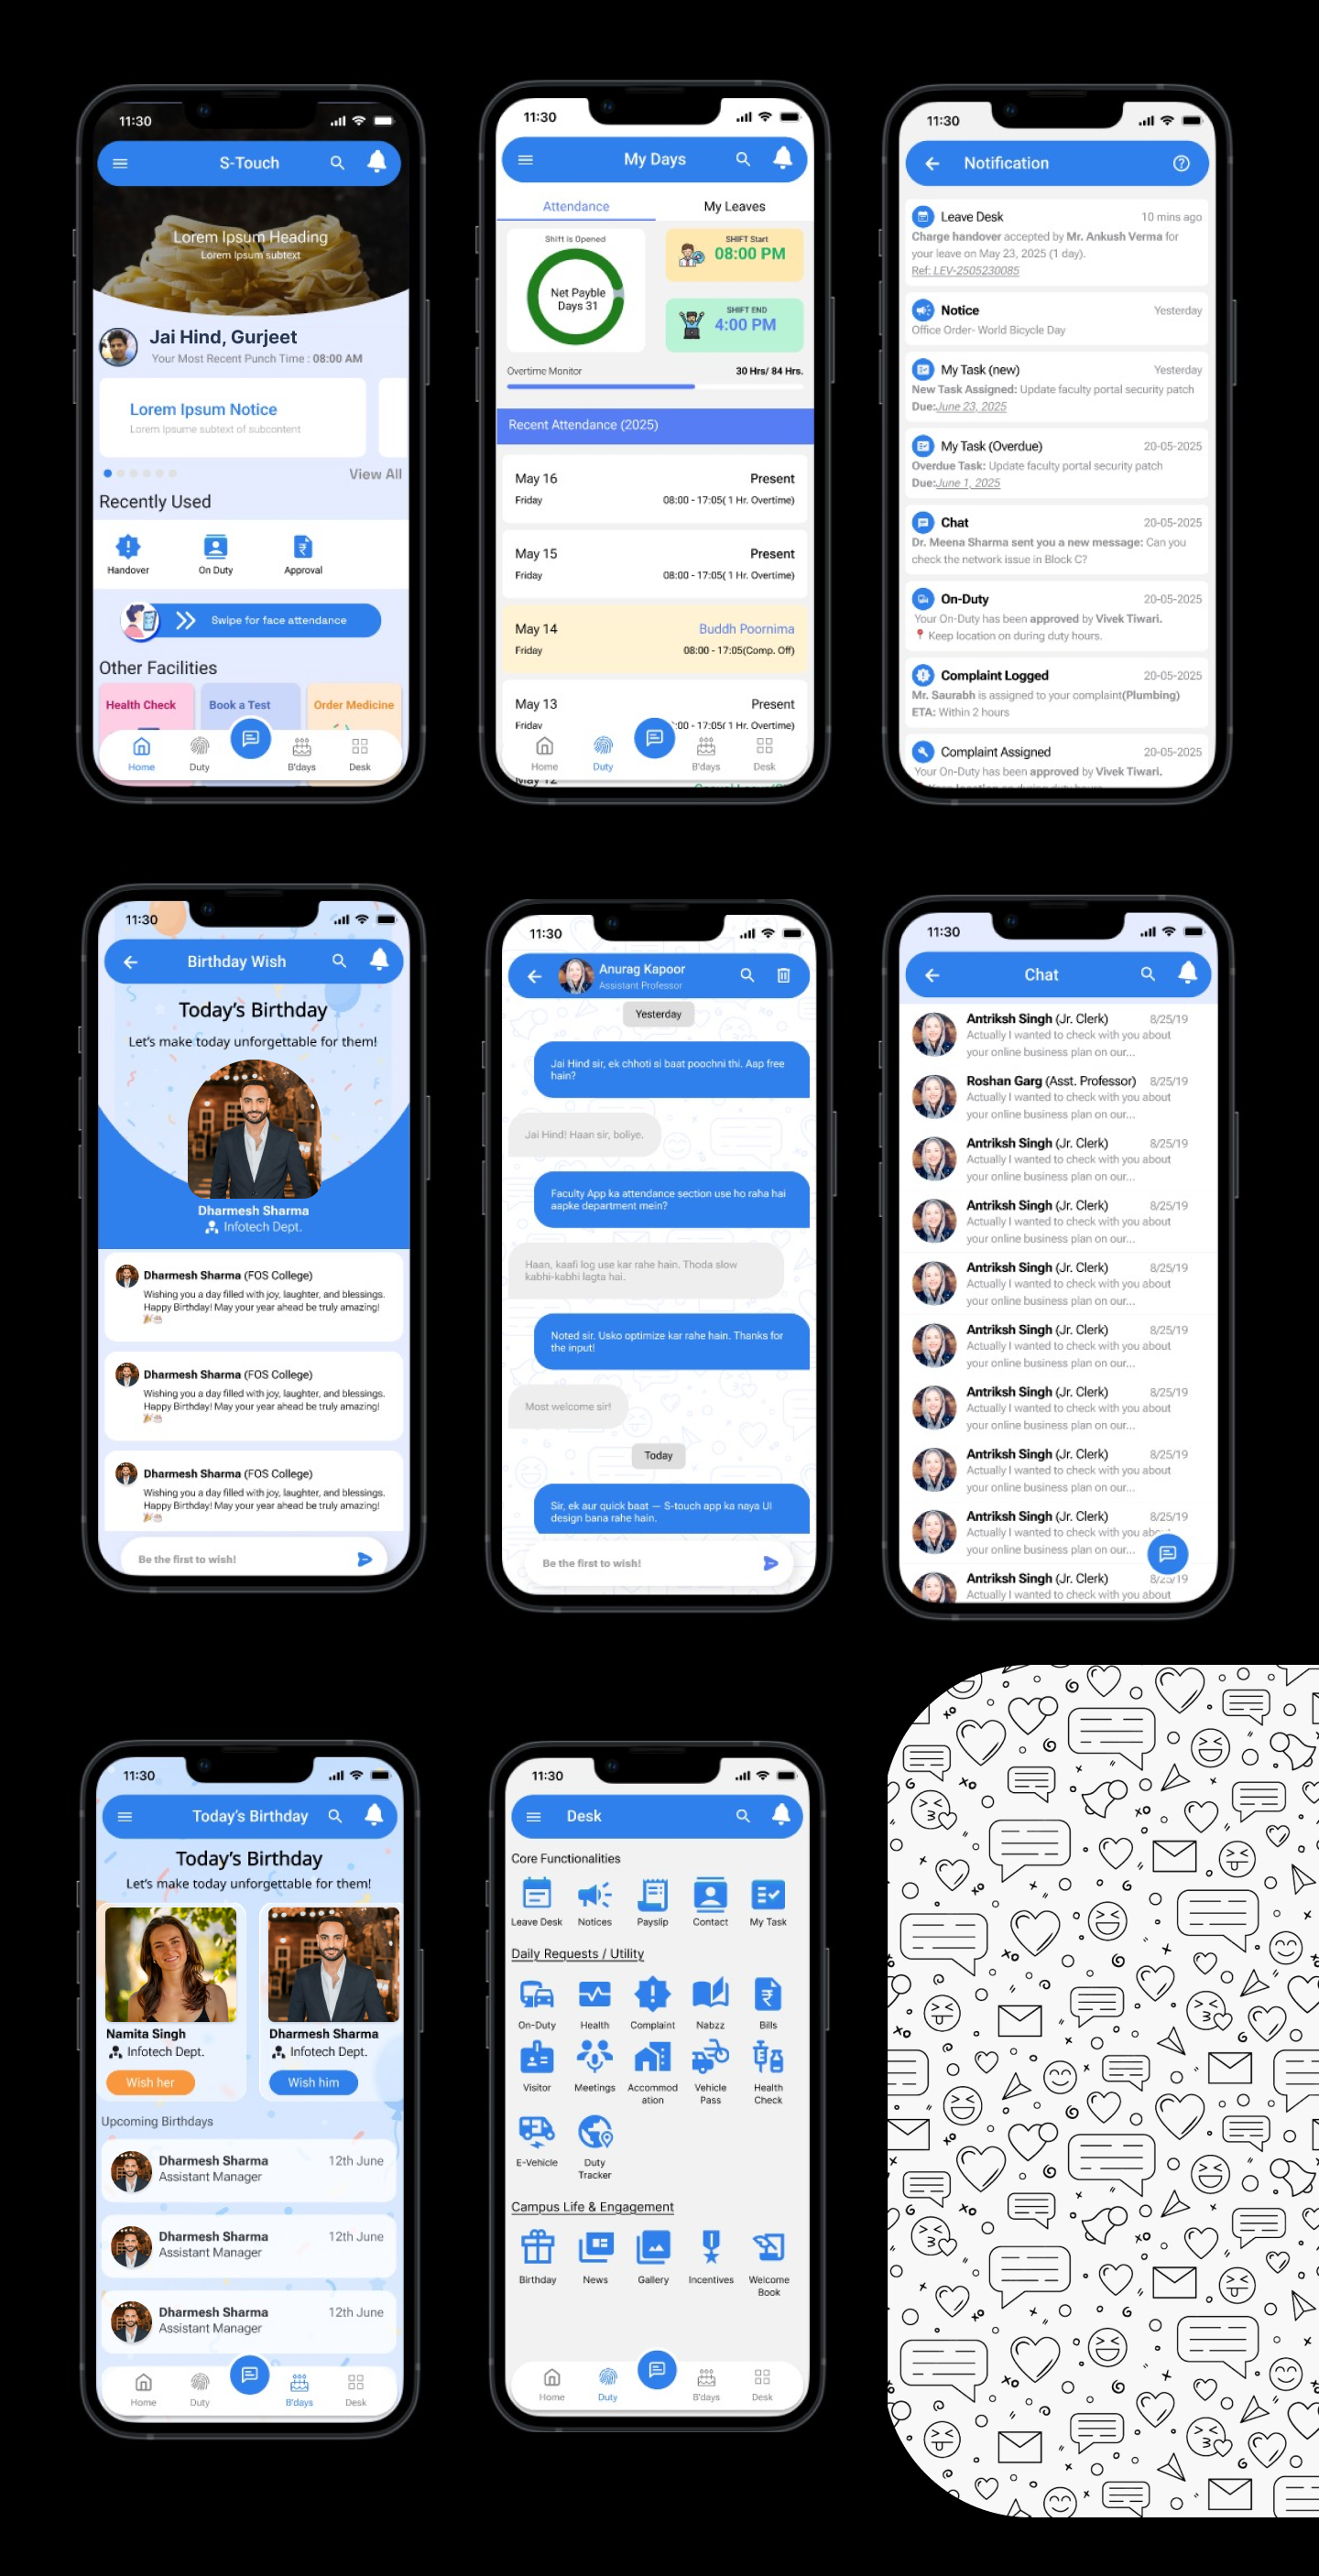 11:30
S-Touch
Lorem Ipsum Heading
Lorem Ipsum subtext
Jai Hind, Gurjeet
Your Most Recent Punch Time : 08:00 AM
Lorem Ipsum Notice
Lorem Ipsume subtext of subcontent
View All
Recently Used
Handover On Duty Approval
Swipe for face attendance
Other Facilities
Health Check Book a Test Order Medicine
Home Duty B'days Desk
11:30
My Days
Attendance My Leaves
Shift is Opened
Net Payble
Days 31
SHIFT Start
08:00 PM
SHIFT END
4:00 PM
Overtime Monitor 30 Hrs/ 84 Hrs.
Recent Attendance (2025)
May 16 Present
Friday 08:00 - 17:05( 1 Hr. Overtime)
May 15 Present
Friday 08:00 - 17:05( 1 Hr. Overtime)
May 14 Buddh Poornima
Friday 08:00 - 17:05(Comp. Off)
May 13 Present
Friday :00 - 17:05( 1 Hr. Overtime)
Home Duty B'days Desk
May 12
11:30
Notification
Leave Desk 10 mins ago
Charge handover accepted by Mr. Ankush Verma for
your leave on May 23, 2025 (1 day).
Ref: LEV-2505230085
Notice Yesterday
Office Order- World Bicycle Day
My Task (new) Yesterday
New Task Assigned: Update faculty portal security patch
Due:June 23, 2025
My Task (Overdue) 20-05-2025
Overdue Task: Update faculty portal security patch
Due:June 1, 2025
Chat 20-05-2025
Dr. Meena Sharma sent you a new message: Can you
check the network issue in Block C?
On-Duty 20-05-2025
Your On-Duty has been approved by Vivek Tiwari.
📍 Keep location on during duty hours.
Complaint Logged 20-05-2025
Mr. Saurabh is assigned to your complaint(Plumbing)
ETA: Within 2 hours
Complaint Assigned 20-05-2025
Your On-Duty has been approved by Vivek Tiwari.
11:30
Birthday Wish
Today's Birthday
Let's make today unforgettable for them!
Dharmesh Sharma
Infotech Dept.
Dharmesh Sharma (FOS College)
Wishing you a day filled with joy, laughter, and blessings.
Happy Birthday! May your year ahead be truly amazing!
🎉🎂
Dharmesh Sharma (FOS College)
Wishing you a day filled with joy, laughter, and blessings.
Happy Birthday! May your year ahead be truly amazing!
🎉🎂
Dharmesh Sharma (FOS College)
Wishing you a day filled with joy, laughter, and blessings.
Happy Birthday! May your year ahead be truly amazing!
🎉🎂
Be the first to wish!
11:30
Anurag Kapoor
Assistant Professor
Yesterday
Jai Hind sir, ek chhoti si baat poochni thi. Aap free
hain?
Jai Hind! Haan sir, boliye.
Faculty App ka attendance section use ho raha hai
aapke department mein?
Haan, kaafi log use kar rahe hain. Thoda slow
kabhi-kabhi lagta hai.
Noted sir. Usko optimize kar rahe hain. Thanks for
the input!
Most welcome sir!
Today
Sir, ek aur quick baat — S-touch app ka naya UI
design bana rahe hain.
Be the first to wish!
11:30
Chat
Antriksh Singh (Jr. Clerk) 8/25/19
Actually I wanted to check with you about
your online business plan on our...
Roshan Garg (Asst. Professor) 8/25/19
Actually I wanted to check with you about
your online business plan on our...
Antriksh Singh (Jr. Clerk) 8/25/19
Actually I wanted to check with you about
your online business plan on our...
Antriksh Singh (Jr. Clerk) 8/25/19
Actually I wanted to check with you about
your online business plan on our...
Antriksh Singh (Jr. Clerk) 8/25/19
Actually I wanted to check with you about
your online business plan on our...
Antriksh Singh (Jr. Clerk) 8/25/19
Actually I wanted to check with you about
your online business plan on our...
Antriksh Singh (Jr. Clerk) 8/25/19
Actually I wanted to check with you about
your online business plan on our...
Antriksh Singh (Jr. Clerk) 8/25/19
Actually I wanted to check with you about
your online business plan on our...
Antriksh Singh (Jr. Clerk) 8/25/19
Actually I wanted to check with you about
your online business plan on our...
Antriksh Singh (Jr. Clerk) 8/25/19
Actually I wanted to check with you about
11:30
Today's Birthday
Today's Birthday
Let's make today unforgettable for them!
Namita Singh Dharmesh Sharma
Infotech Dept. Infotech Dept.
Wish her Wish him
Upcoming Birthdays
Dharmesh Sharma 12th June
Assistant Manager
Dharmesh Sharma 12th June
Assistant Manager
Dharmesh Sharma 12th June
Assistant Manager
Home Duty B'days Desk
11:30
Desk
Core Functionalities
Leave Desk Notices Payslip Contact My Task
Daily Requests / Utility
On-Duty Health Complaint Nabzz Bills
Visitor Meetings Accommod Vehicle Health
ation Pass Check
E-Vehicle Duty
Tracker
Campus Life & Engagement
Birthday News Gallery Incentives Welcome
Book
Home Duty B'days Desk